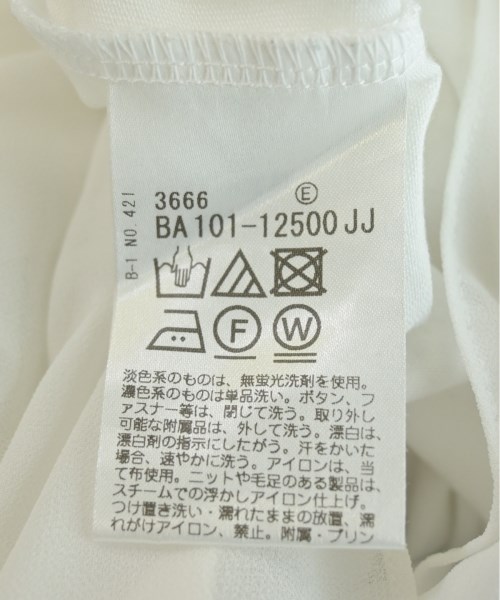 3666 Ⓔ
BA101-12500JJ
B-1 NO.421
F W
淡色系のものは、無蛍光洗剤を使用。
濃色系のものは単品洗い。ボタン、フ
ァスナー等は、閉じて洗う。取り外し
可能な附属品は、外して洗う。漂白は、
漂白剤の指示にしたがう。汗をかいた
場合、速やかに洗う。アイロンは、当
て布使用。ニットや毛足のある製品は、
スチームでの浮かしアイロン仕上げ。
つけ置き洗い・濡れたままの放置、濡
れがけアイロン、禁止。附属・プリン